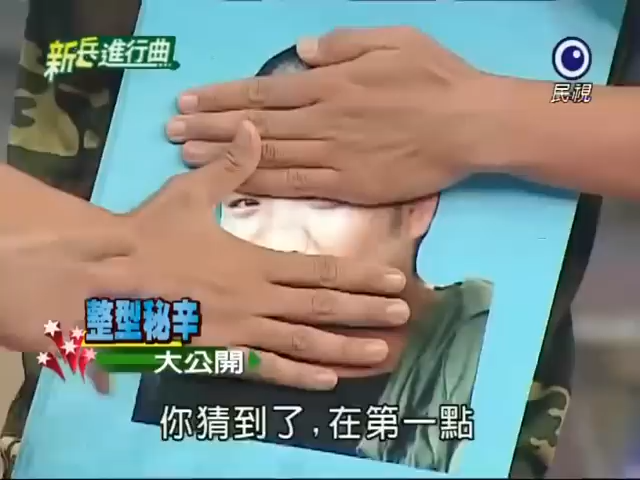 新兵進行曲
民視
整型秘辛
大公開
你猜到了,在第一點